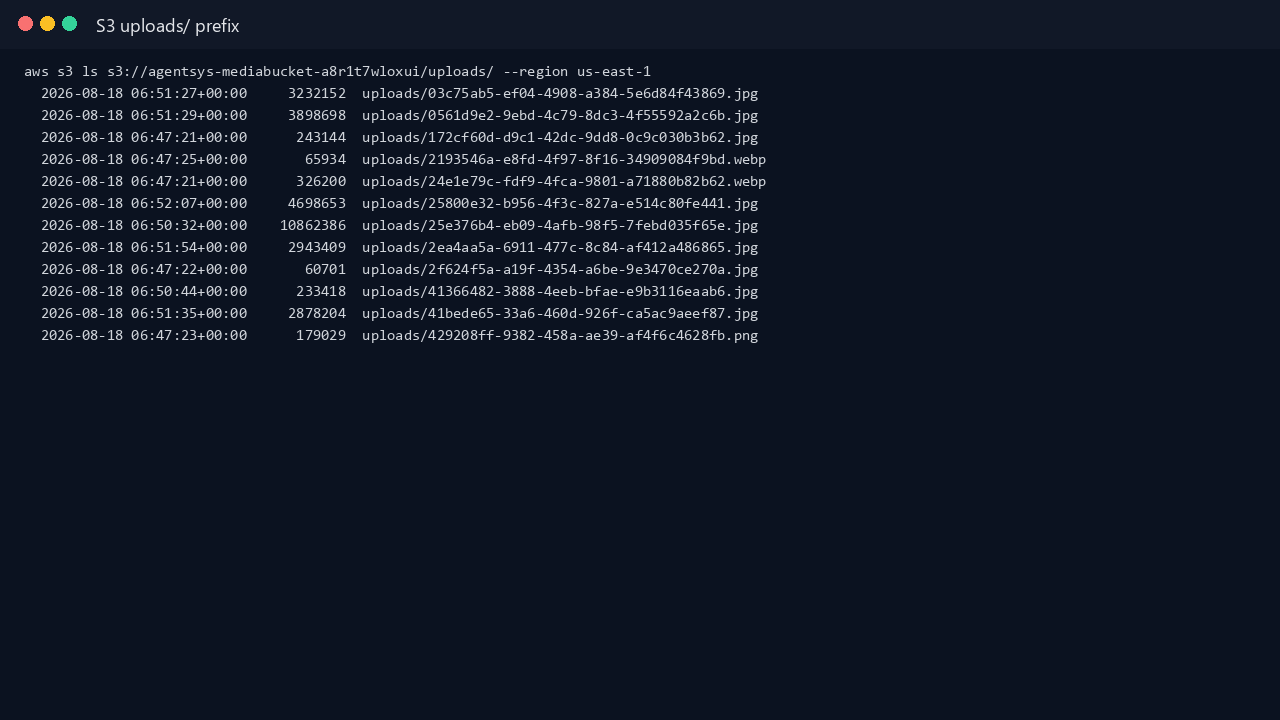 S3 uploads/ prefix
aws s3 ls s3://agentsys-mediabucket-a8r1t7wloxui/uploads/ --region us-east-1
2026-08-18 06:51:27+00:00 3232152 uploads/03c75ab5-ef04-4908-a384-5e6d84f43869.jpg
2026-08-18 06:51:29+00:00 3898698 uploads/0561d9e2-9ebd-4c79-8dc3-4f55592a2c6b.jpg
2026-08-18 06:47:21+00:00 243144 uploads/172cf60d-d9c1-42dc-9dd8-0c9c030b3b62.jpg
2026-08-18 06:47:25+00:00 65934 uploads/2193546a-e8fd-4f97-8f16-34909084f9bd.webp
2026-08-18 06:47:21+00:00 326200 uploads/24e1e79c-fdf9-4fca-9801-a71880b82b62.webp
2026-08-18 06:52:07+00:00 4698653 uploads/25800e32-b956-4f3c-827a-e514c80fe441.jpg
2026-08-18 06:50:32+00:00 10862386 uploads/25e376b4-eb09-4afb-98f5-7febd035f65e.jpg
2026-08-18 06:51:54+00:00 2943409 uploads/2ea4aa5a-6911-477c-8c84-af412a486865.jpg
2026-08-18 06:47:22+00:00 60701 uploads/2f624f5a-a19f-4354-a6be-9e3470ce270a.jpg
2026-08-18 06:50:44+00:00 233418 uploads/41366482-3888-4eeb-bfae-e9b3116eaab6.jpg
2026-08-18 06:51:35+00:00 2878204 uploads/41bede65-33a6-460d-926f-ca5ac9aeef87.jpg
2026-08-18 06:47:23+00:00 179029 uploads/429208ff-9382-458a-ae39-af4f6c4628fb.png